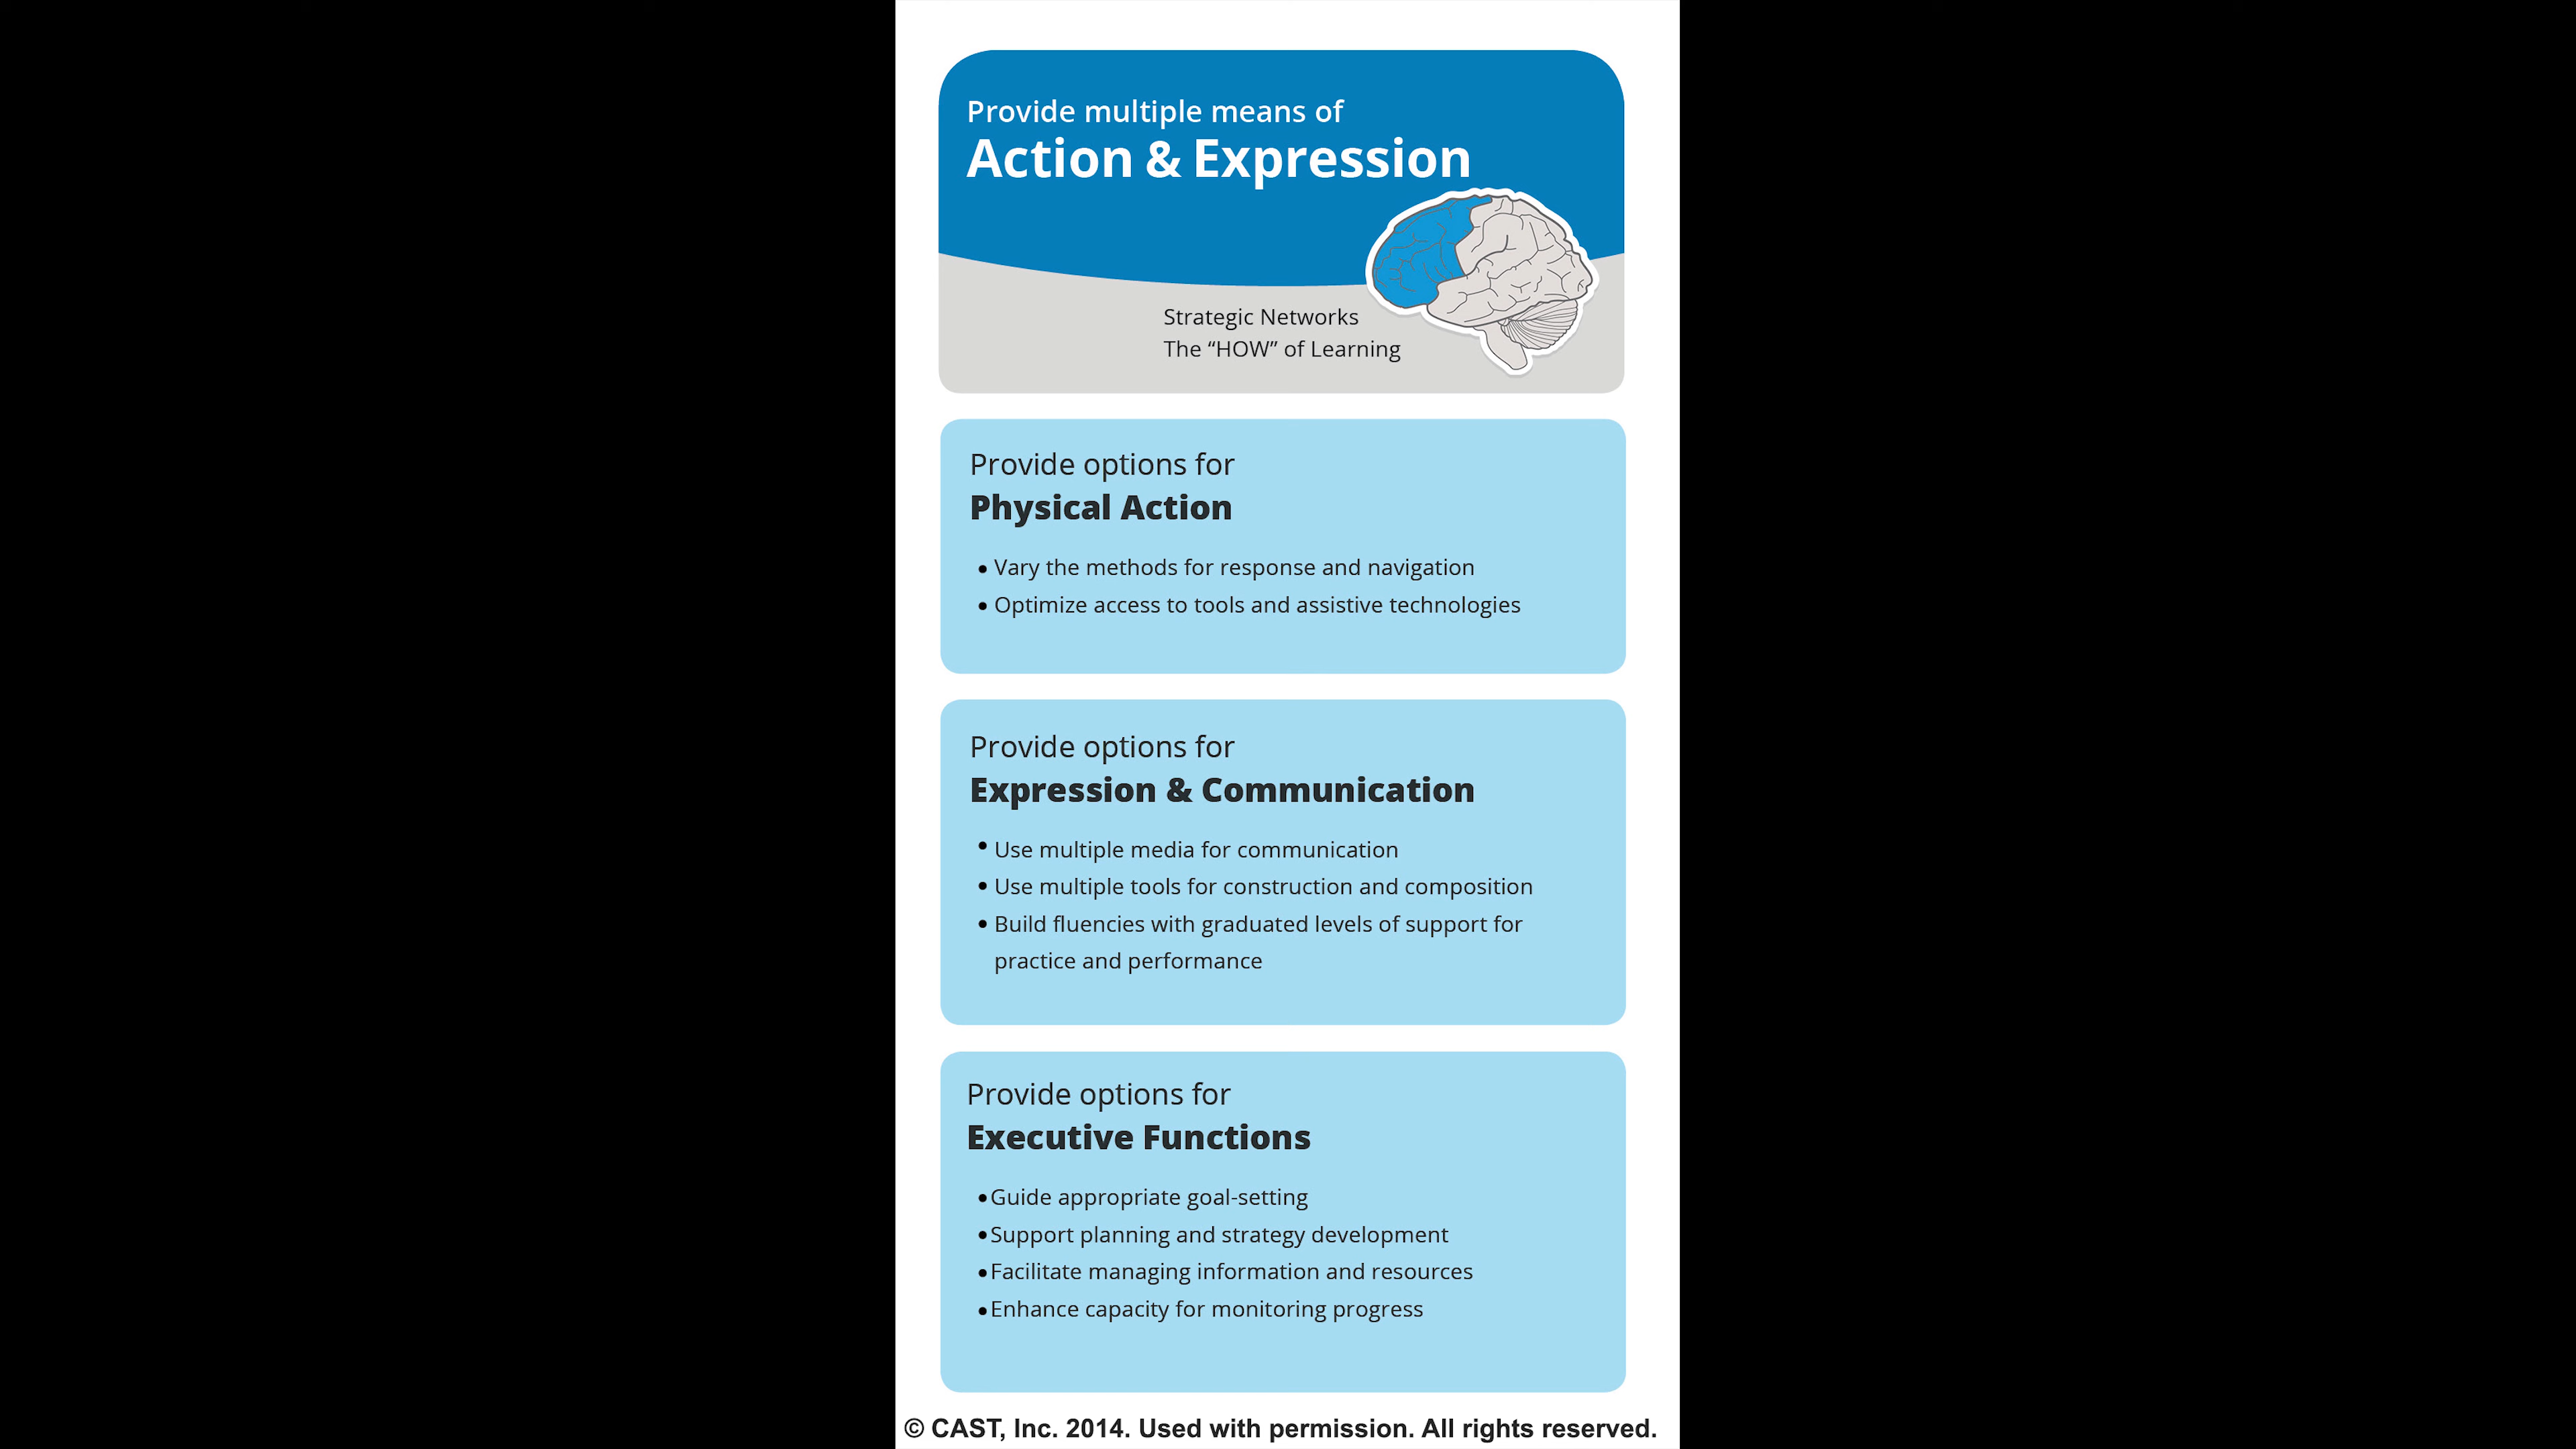 Provide multiple means of
Action & Expression
Strategic Networks
The “HOW” of Learning
Provide options for
Physical Action
• Vary the methods for response and navigation
• Optimize access to tools and assistive technologies
Provide options for
Expression & Communication
• Use multiple media for communication
• Use multiple tools for construction and composition
• Build fluencies with graduated levels of support for
practice and performance
Provide options for
Executive Functions
•Guide appropriate goal-setting
•Support planning and strategy development
•Facilitate managing information and resources
•Enhance capacity for monitoring progress
© CAST, Inc. 2014. Used with permission. All rights reserved.